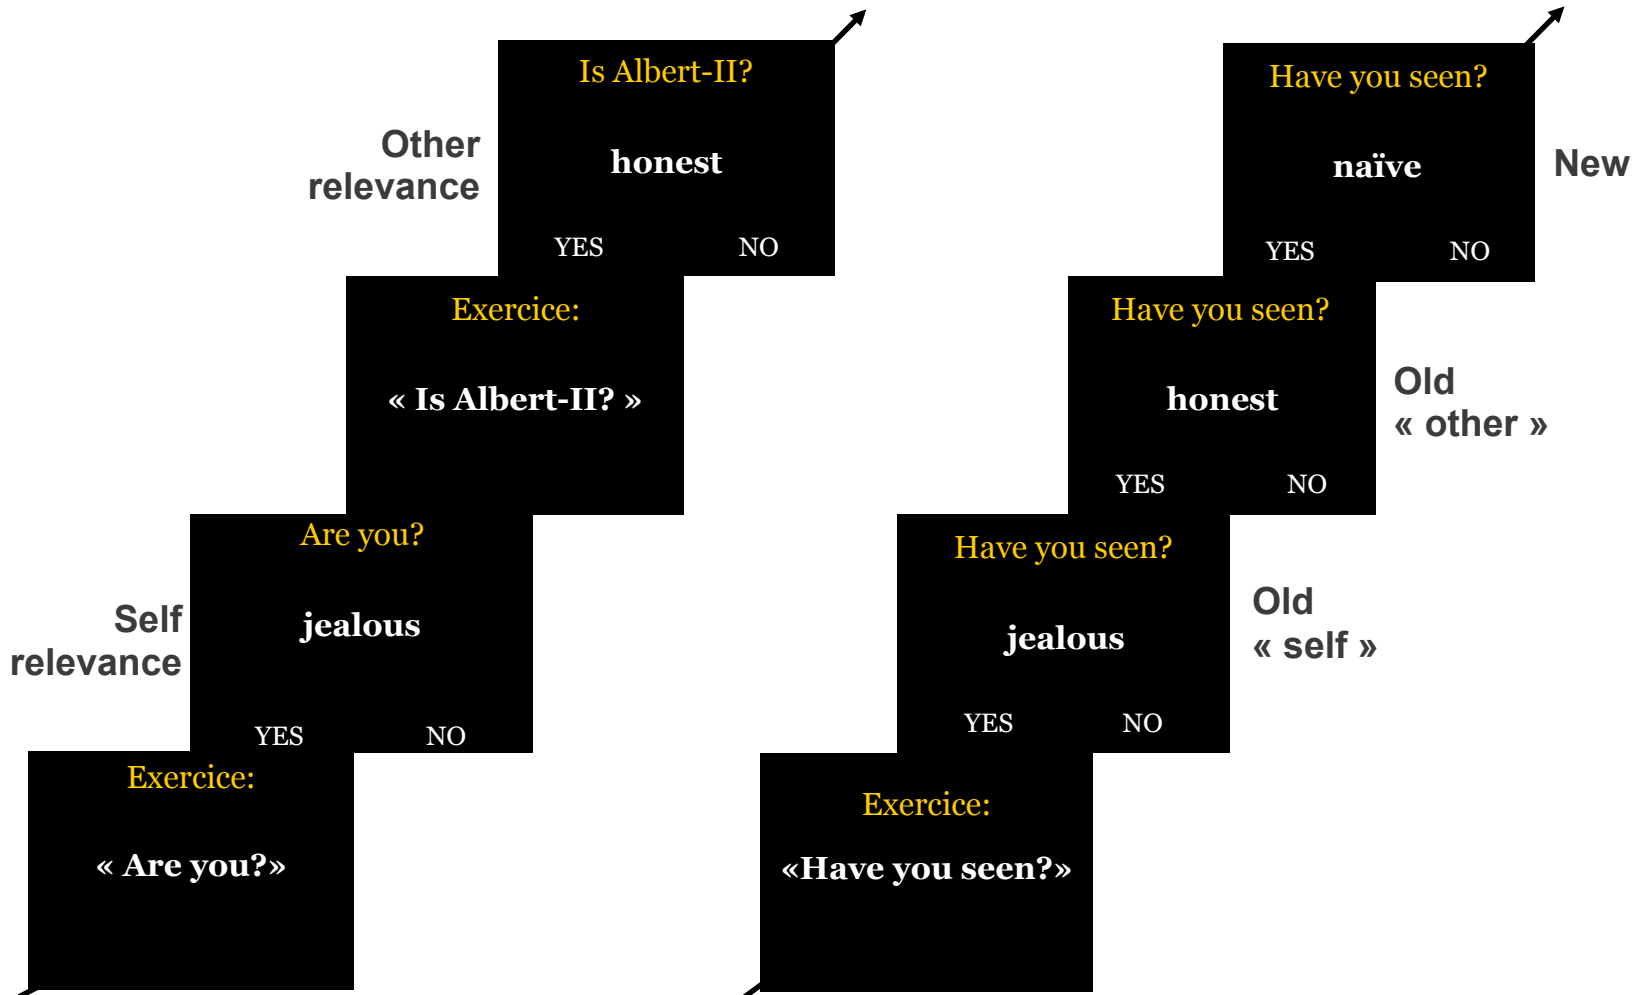 Is Albert-II?
Other
relevance
honest
YES NO
Exercice:
« Is Albert-II? »
Are you?
Self
relevance
jealous
YES NO
Exercice:
« Are you?»
Have you seen?
naïve
New
YES NO
Have you seen?
honest
Old
« other »
YES NO
Have you seen?
jealous
Old
« self »
YES NO
Exercice:
«Have you seen?»